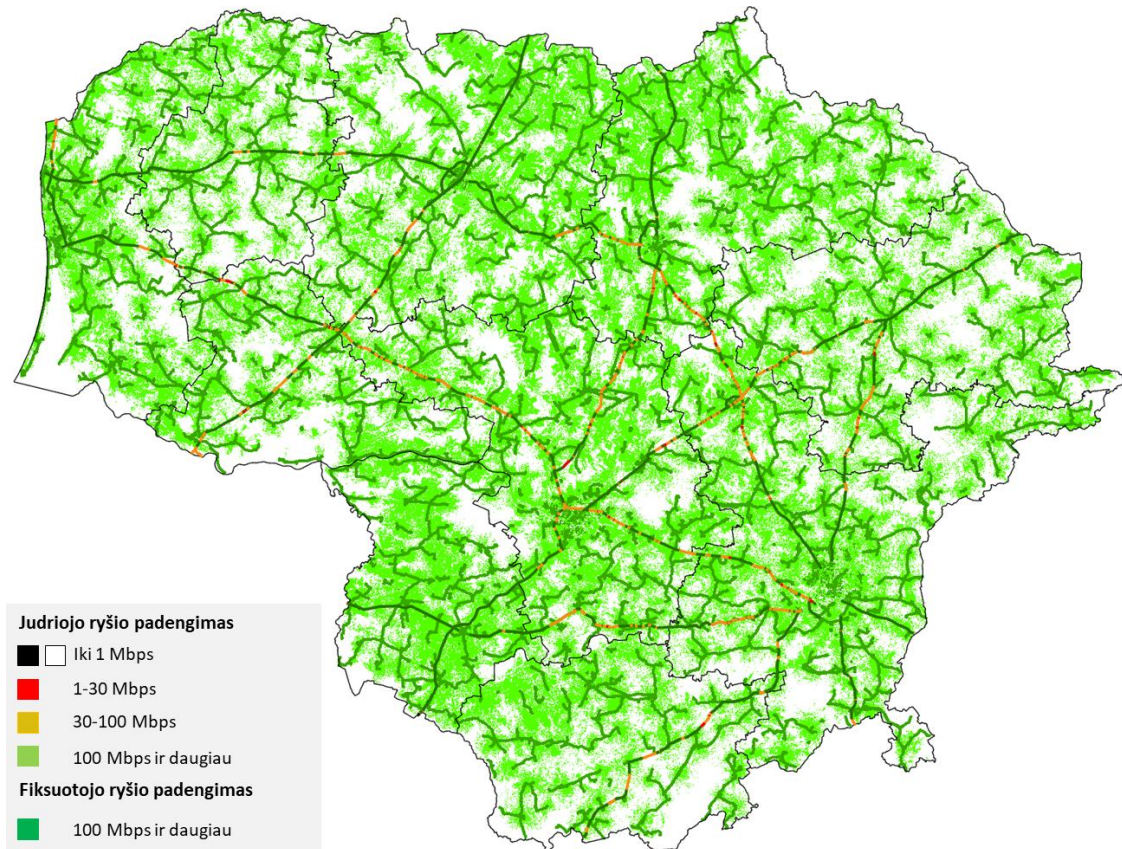 Judriojo ryšio padengimas
Iki 1 Mbps
1-30 Mbps
30-100 Mbps
100 Mbps ir daugiau
Fiksuotojo ryšio padengimas
100 Mbps ir daugiau